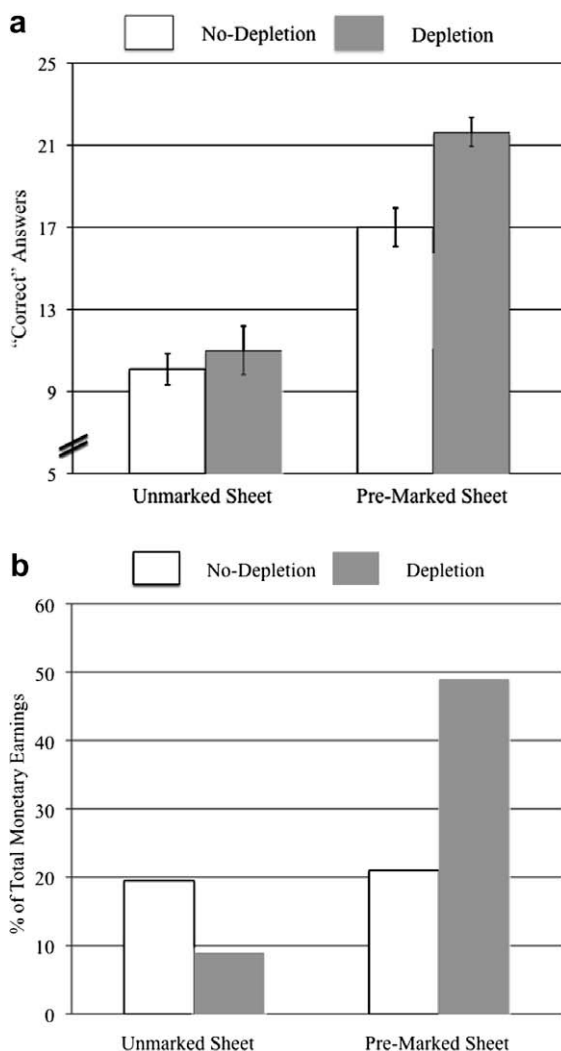 a
No-Depletion Depletion
25
21
17
13
9
5
"Correct" Answers
Unmarked Sheet Pre-Marked Sheet
b
No-Depletion Depletion
60
50
40
30
20
10
0
% of Total Monetary Earnings
Unmarked Sheet Pre-Marked Sheet